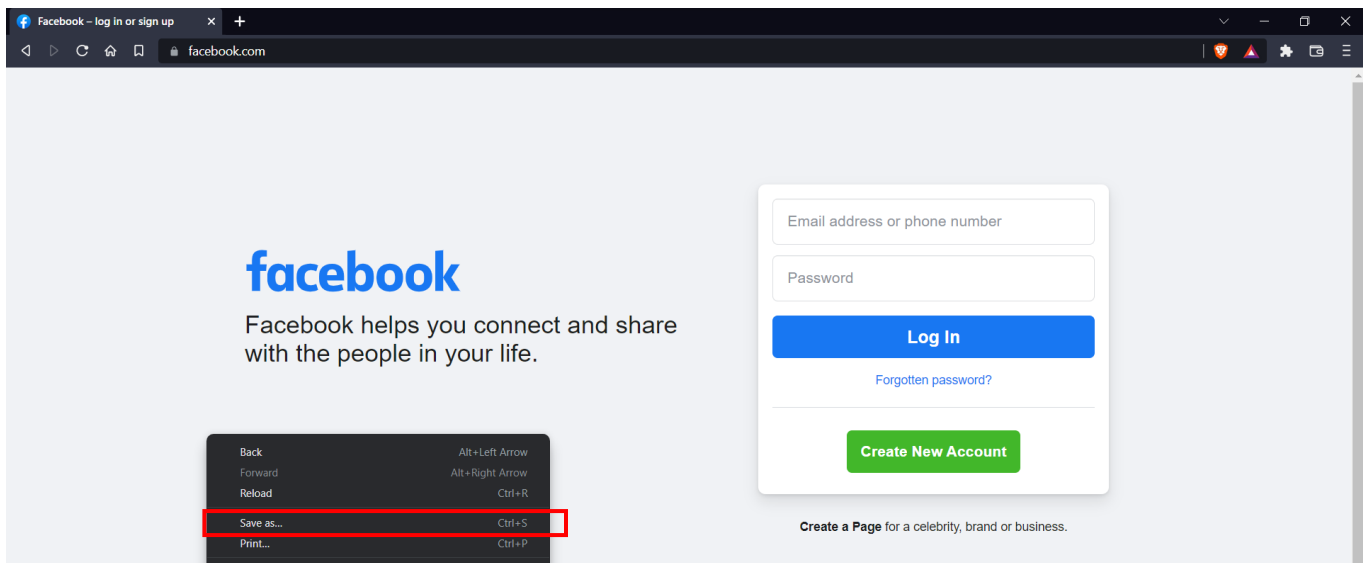 Facebook – log in or sign up
facebook.com
facebook
Facebook helps you connect and share
with the people in your life.
Email address or phone number
Password
Log In
Forgotten password?
Create New Account
Create a Page for a celebrity, brand or business.
Back Alt+Left Arrow
Forward Alt+Right Arrow
Reload Ctrl+R
Save as... Ctrl+S
Print... Ctrl+P